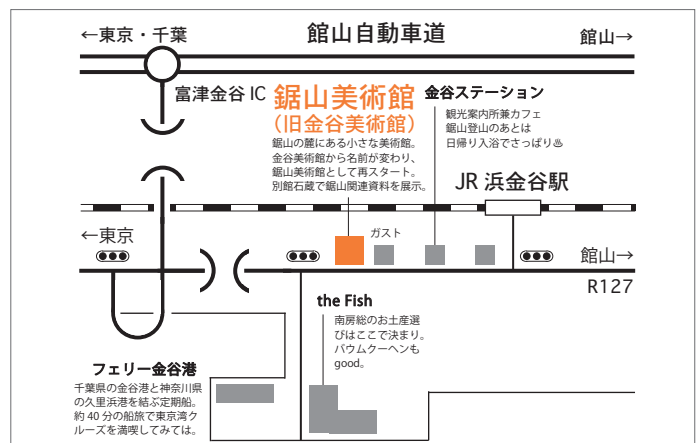 ←東京・千葉
館山自動車道
館山→
富津金谷 IC
鋸山美術館
（旧金谷美術館）
鋸山の麓にある小さな美術館。
金谷美術館から名前が変わり、
鋸山美術館として再スタート。
別館石蔵で鋸山関連資料を展示。
金谷ステーション
観光案内所兼カフェ
鋸山登山のあとは
日帰り入浴でさっぱり♨
JR 浜金谷駅
←東京
ガスト
館山→
R127
the Fish
南房総のお土産選
びはここで決まり。
バウムクーヘンも
good。
フェリー金谷港
千葉県の金谷港と神奈川県
の久里浜港を結ぶ定期船。
約 40 分の船旅で東京湾ク
ルーズを満喫してみては。